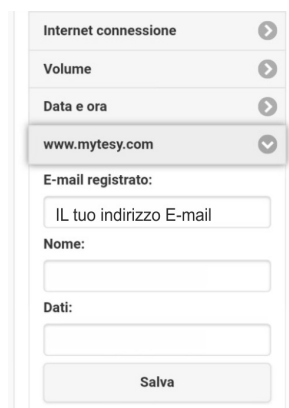 Internet connessione
Volume
Data e ora
www.mytesy.com
E-mail registrato:
IL tuo indirizzo E-mail
Nome:
Dati:
Salva